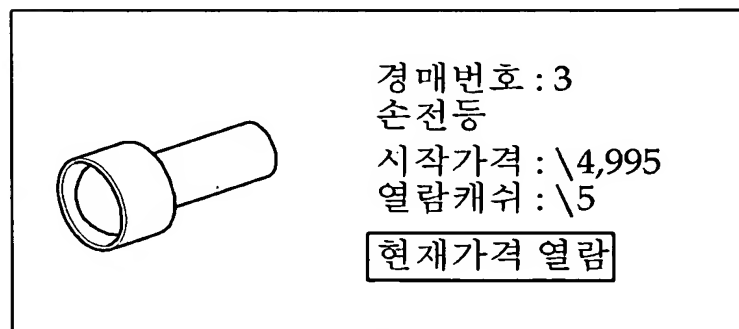 경매번호 : 3
손전등
시작가격 : \4,995
열람캐쉬 : \5
현재가격 열람